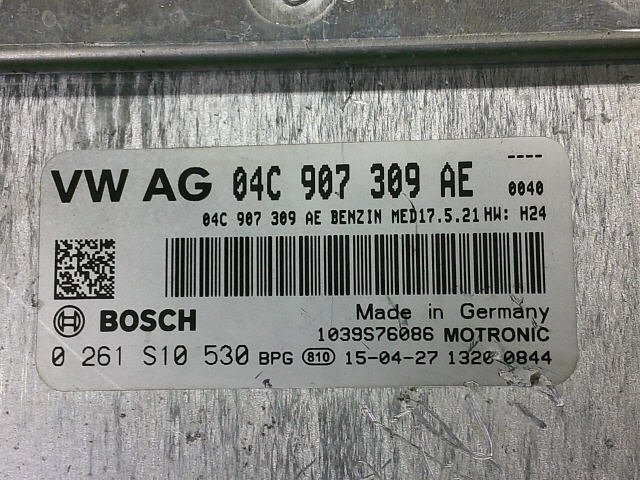 ----
VW AG 04C 907 309 AE 0040
04C 907 309 AE BENZIN MED17.5.21 HW: H24
Made in Germany
BOSCH 1039S76086 MOTRONIC
0 261 S10 530 BPG 810 15-04-27 1320 0844